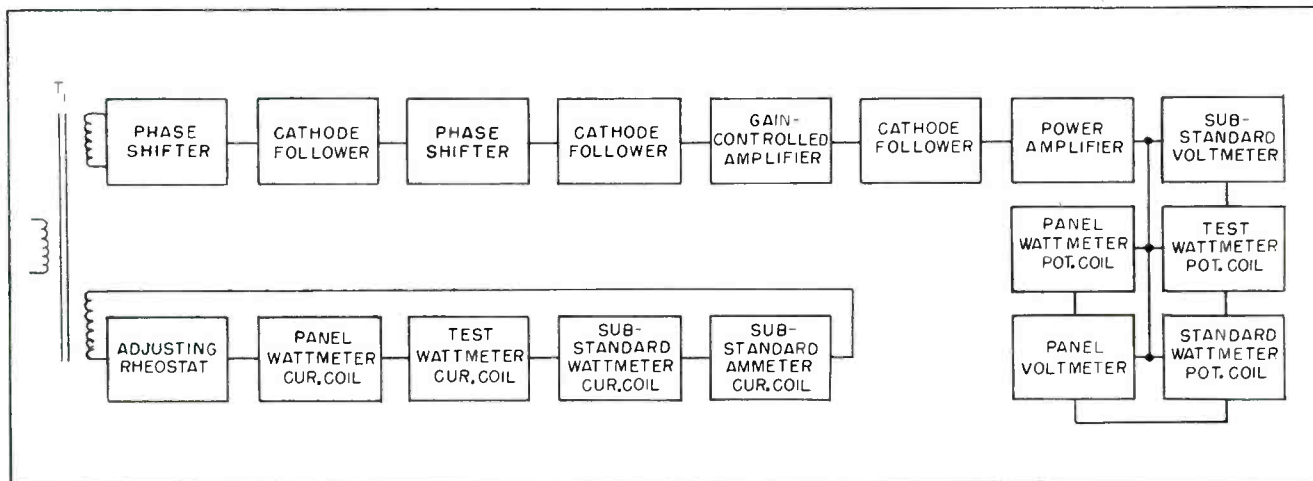 T1
PHASE
SHIFTER
CATHODE
FOLLOWER
PHASE
SHIFTER
CATHODE
FOLLOWER
GAIN-
CONTROLLED
AMPLIFIER
CATHODE
FOLLOWER
POWER
AMPLIFIER
SUB-
STANDARD
VOLTMETER
PANEL
WATTMETER
POT.COIL
TEST
WATTMETER
POT.COIL
ADJUSTING
RHEOSTAT
PANEL
WATTMETER
CUR.COIL
TEST
WATTMETER
CUR.COIL
SUB-
STANDARD
WATTMETER
CUR.COIL
SUB-
STANDARD
AMMETER
CUR.COIL
PANEL
VOLTMETER
STANDARD
WATTMETER
POT.COIL